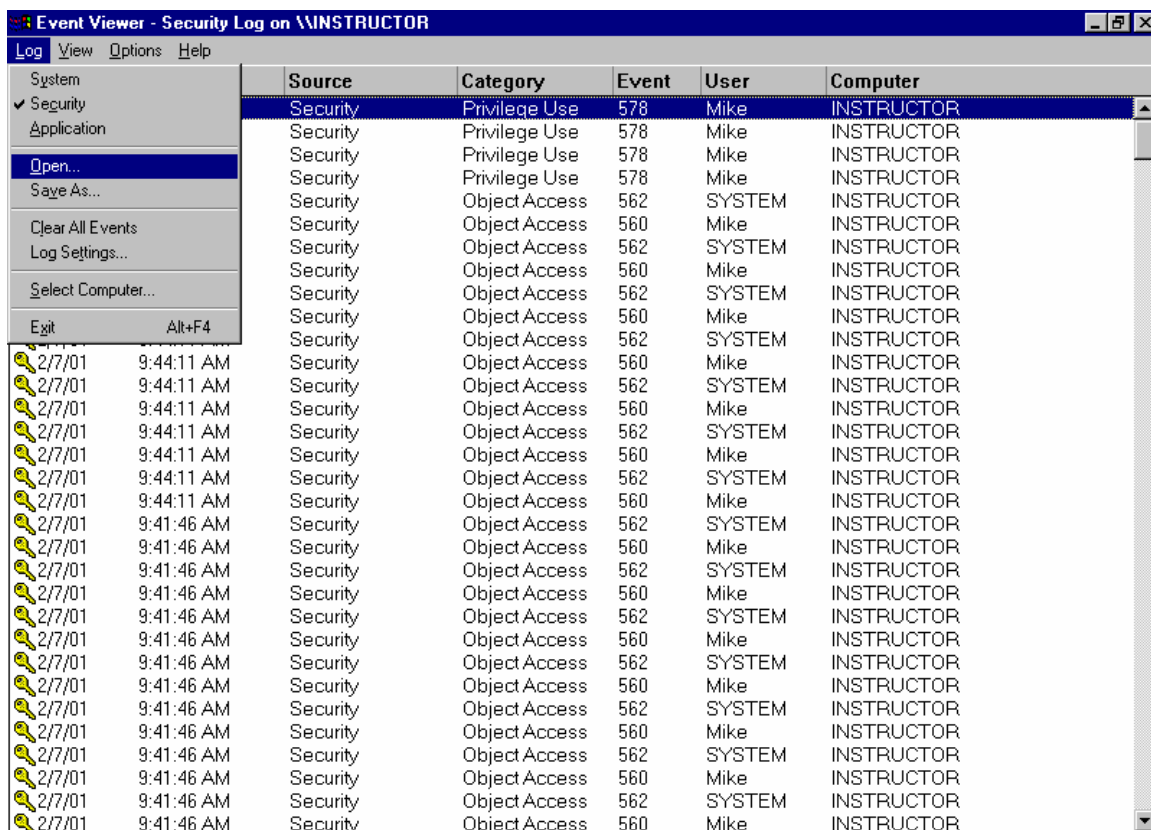 Event Viewer - Security Log on \\INSTRUCTOR
Log View Options Help
System
Security
Application
Open...
Save As...
Clear All Events
Log Settings...
Select Computer...
Exit Alt+F4
Source Category Event User Computer
Security Privilege Use 578 Mike INSTRUCTOR
Security Privilege Use 578 Mike INSTRUCTOR
Security Privilege Use 578 Mike INSTRUCTOR
Security Privilege Use 578 Mike INSTRUCTOR
Security Object Access 562 SYSTEM INSTRUCTOR
Security Object Access 560 Mike INSTRUCTOR
Security Object Access 562 SYSTEM INSTRUCTOR
Security Object Access 560 Mike INSTRUCTOR
Security Object Access 562 SYSTEM INSTRUCTOR
Security Object Access 560 Mike INSTRUCTOR
Security Object Access 562 SYSTEM INSTRUCTOR
2/7/01 9:44:11 AM Security Object Access 560 Mike INSTRUCTOR
2/7/01 9:44:11 AM Security Object Access 562 SYSTEM INSTRUCTOR
2/7/01 9:44:11 AM Security Object Access 560 Mike INSTRUCTOR
2/7/01 9:44:11 AM Security Object Access 562 SYSTEM INSTRUCTOR
2/7/01 9:44:11 AM Security Object Access 560 Mike INSTRUCTOR
2/7/01 9:44:11 AM Security Object Access 562 SYSTEM INSTRUCTOR
2/7/01 9:44:11 AM Security Object Access 560 Mike INSTRUCTOR
2/7/01 9:41:46 AM Security Object Access 562 SYSTEM INSTRUCTOR
2/7/01 9:41:46 AM Security Object Access 560 Mike INSTRUCTOR
2/7/01 9:41:46 AM Security Object Access 562 SYSTEM INSTRUCTOR
2/7/01 9:41:46 AM Security Object Access 560 Mike INSTRUCTOR
2/7/01 9:41:46 AM Security Object Access 562 SYSTEM INSTRUCTOR
2/7/01 9:41:46 AM Security Object Access 560 Mike INSTRUCTOR
2/7/01 9:41:46 AM Security Object Access 562 SYSTEM INSTRUCTOR
2/7/01 9:41:46 AM Security Object Access 560 Mike INSTRUCTOR
2/7/01 9:41:46 AM Security Object Access 562 SYSTEM INSTRUCTOR
2/7/01 9:41:46 AM Security Object Access 560 Mike INSTRUCTOR
2/7/01 9:41:46 AM Security Object Access 562 SYSTEM INSTRUCTOR
2/7/01 9:41:46 AM Security Object Access 560 Mike INSTRUCTOR
2/7/01 9:41:46 AM Security Object Access 562 SYSTEM INSTRUCTOR
2/7/01 9:41:46 AM Security Object Access 560 Mike INSTRUCTOR